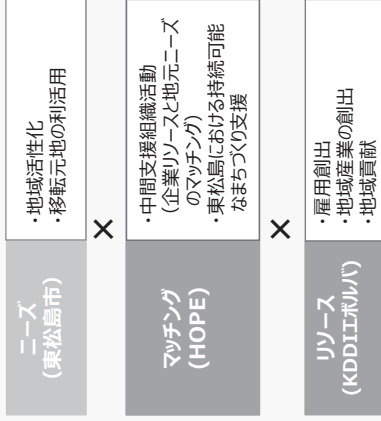 ニーズ
(東松島市)
・地域活性化
・移転元地の利活用
×
マッチング
(HOPE)
・中間支援組織活動
(企業リソースと地元ニーズ
のマッチング)
・東松島における持続可能
なまちづくり支援
×
リソース
(KDDIエボルバ)
・雇用創出
・地域産業の創出
・地域貢献